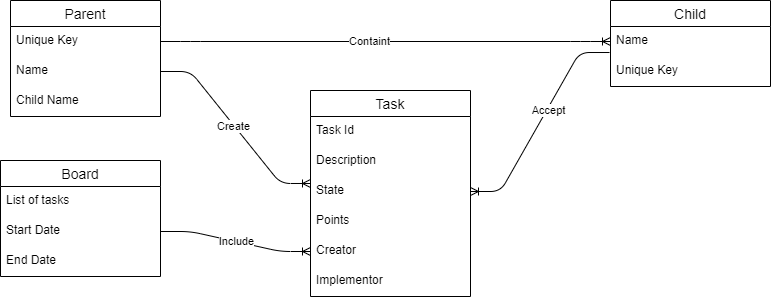 Parent
Unique Key
Name
Child Name
Containt
Child
Name
Unique Key
Create
Accept
Task
Task Id
Description
State
Points
Creator
Implementor
Board
List of tasks
Start Date
End Date
Include